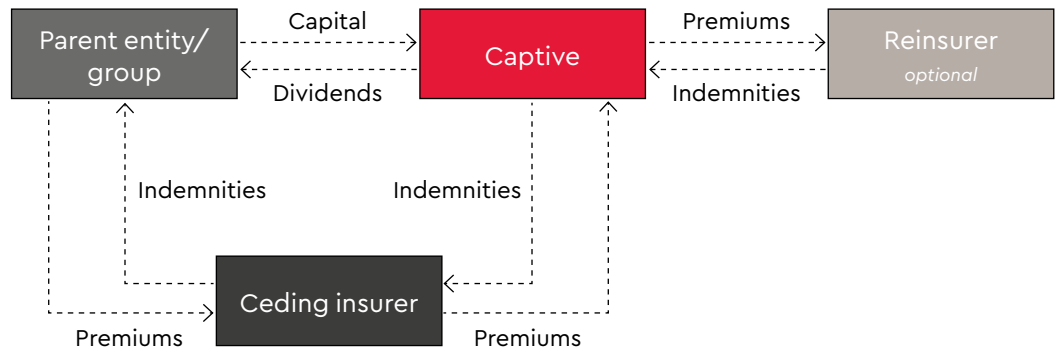 Capital
Premiums
Parent entity/
group
Captive
Reinsurer
optional
Dividends
Indemnities
Indemnities
Indemnities
Ceding insurer
Premiums
Premiums